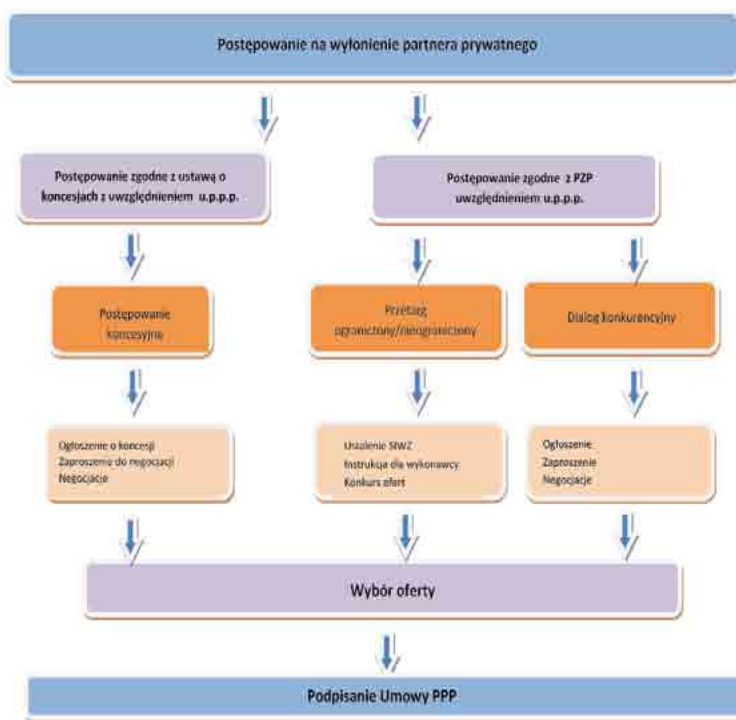 Postępowanie na wyłonienie partnera prywatnego
Postępowanie zgodne z ustawą o
koncesjach z uwzględnieniem u.p.p.p.
Postępowanie zgodne z PZP
uwzględnieniem u.p.p.p.
Postępowanie
koncesyjne
Przetarg
ograniczony/nieograniczony
Dialog konkurencyjny
Ogłoszenie o koncesji
Zaproszenie do negocjacji
Negocjacje
Ustalenie SIWZ
Instrukcja dla wykonawcy
Konkurs ofert
Ogłoszenie
Zaproszenie
Negocjacje
Wybór oferty
Podpisanie Umowy PPP